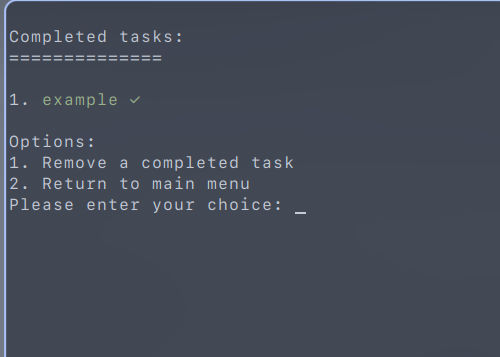 Completed tasks:
==============
1. example ✓
Options:
1. Remove a completed task
2. Return to main menu
Please enter your choice: _